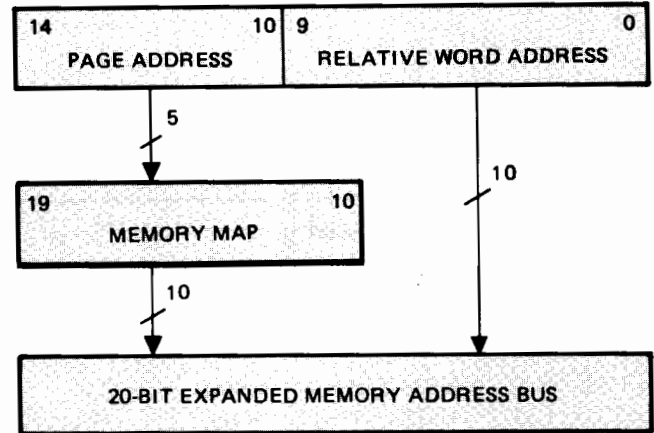 14 10 9 0
PAGE ADDRESS RELATIVE WORD ADDRESS
5
10
19 10
MEMORY MAP
10
20-BIT EXPANDED MEMORY ADDRESS BUS